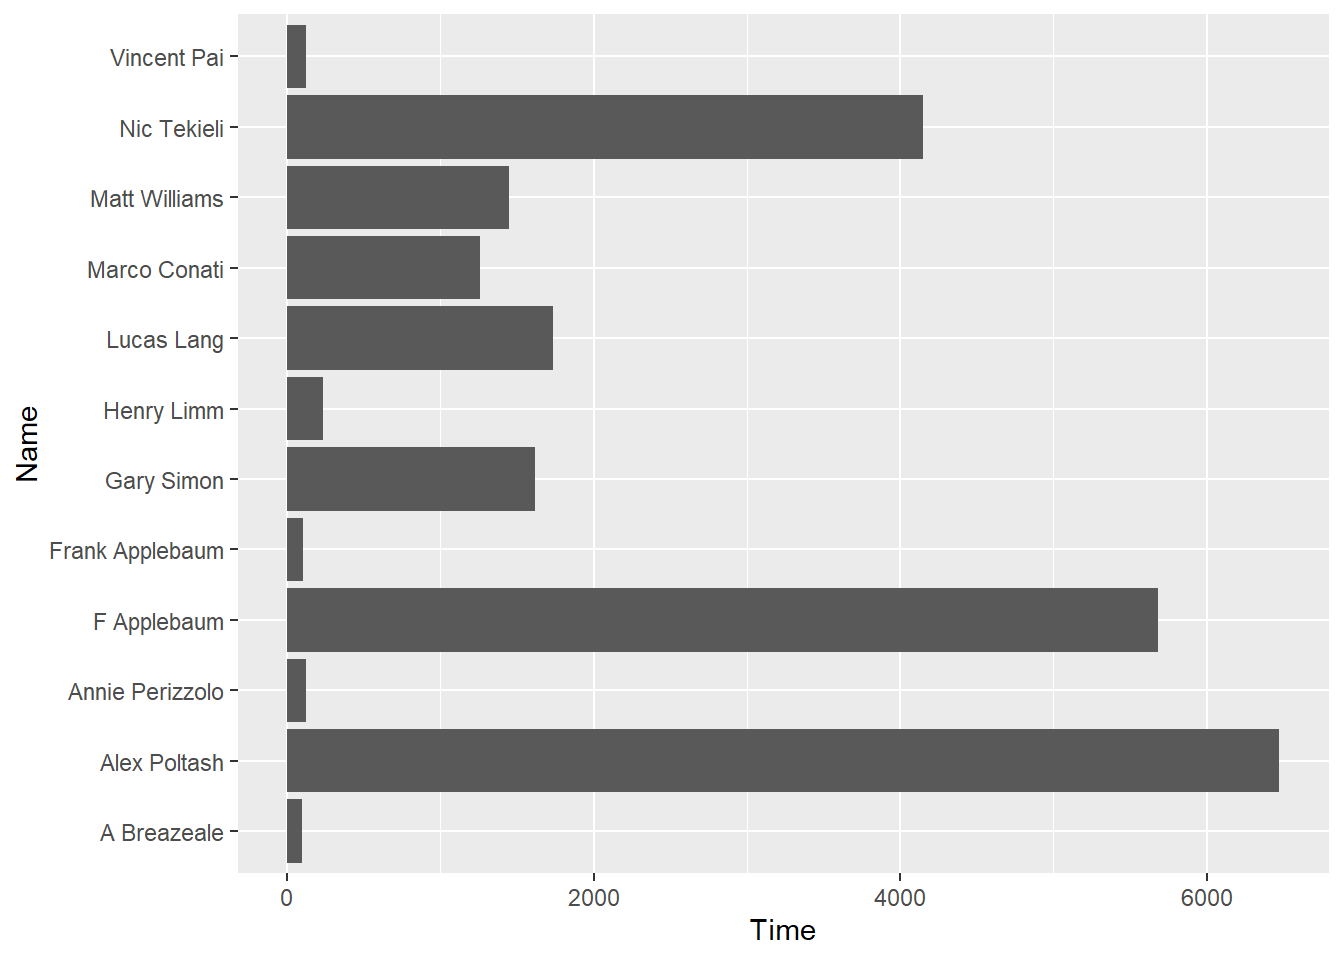 Vincent Pai
Nic Tekieli
Matt Williams
Marco Conati
Lucas Lang
Henry Limm
Gary Simon
Frank Applebaum
F Applebaum
Annie Perizzolo
Alex Poltash
A Breazeale
Name
0 2000 4000 6000
Time